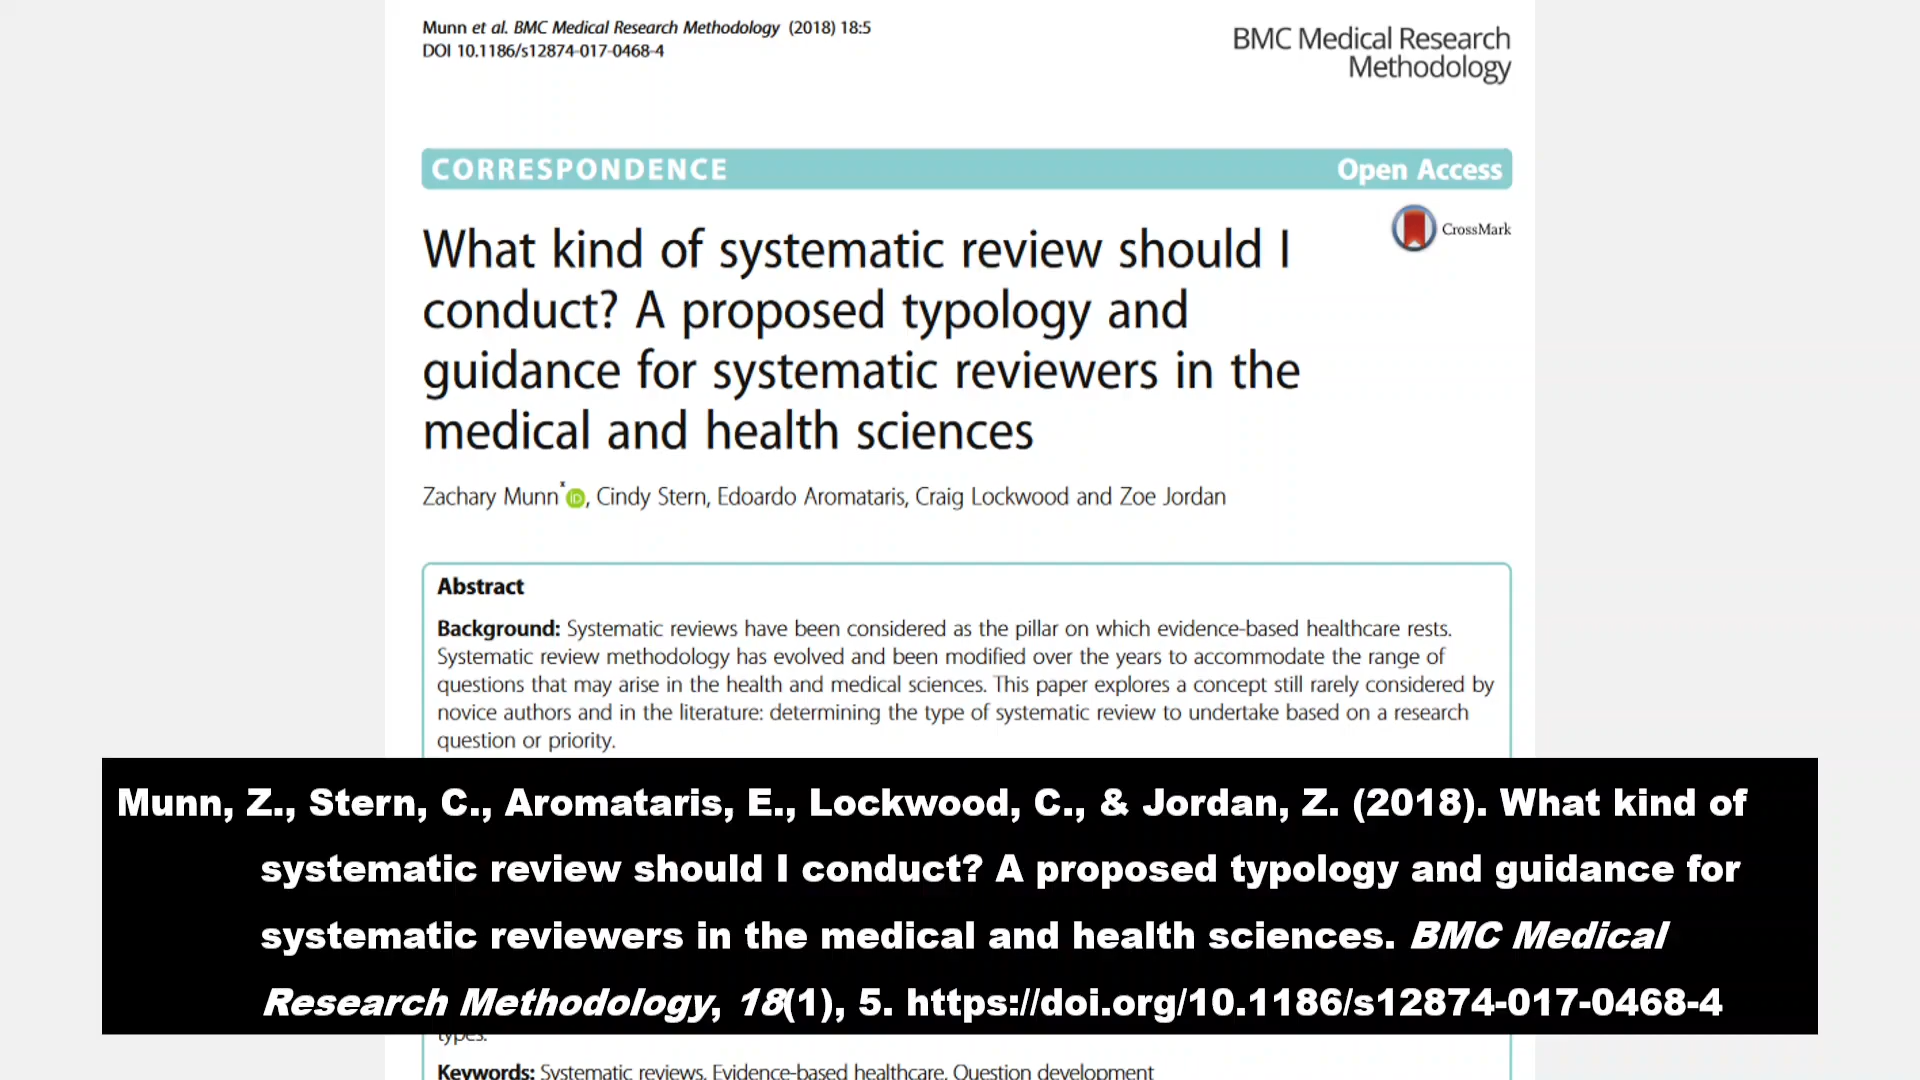 Munn et al. BMC Medical Research Methodology (2018) 18:5
DOI 10.1186/s12874-017-0468-4
BMC Medical Research
Methodology
CORRESPONDENCE
Open Access
CrossMark
What kind of systematic review should I
conduct? A proposed typology and
guidance for systematic reviewers in the
medical and health sciences
Zachary Munn* iD, Cindy Stern, Edoardo Aromataris, Craig Lockwood and Zoe Jordan
Abstract
Background: Systematic reviews have been considered as the pillar on which evidence-based healthcare rests.
Systematic review methodology has evolved and been modified over the years to accommodate the range of
questions that may arise in the health and medical sciences. This paper explores a concept still rarely considered by
novice authors and in the literature: determining the type of systematic review to undertake based on a research
question or priority.
Munn, Z., Stern, C., Aromataris, E., Lockwood, C., & Jordan, Z. (2018). What kind of
systematic review should I conduct? A proposed typology and guidance for
systematic reviewers in the medical and health sciences. BMC Medical
Research Methodology, 18(1), 5. https://doi.org/10.1186/s12874-017-0468-4
types.
Keywords: Systematic reviews, Evidence-based healthcare, Question development